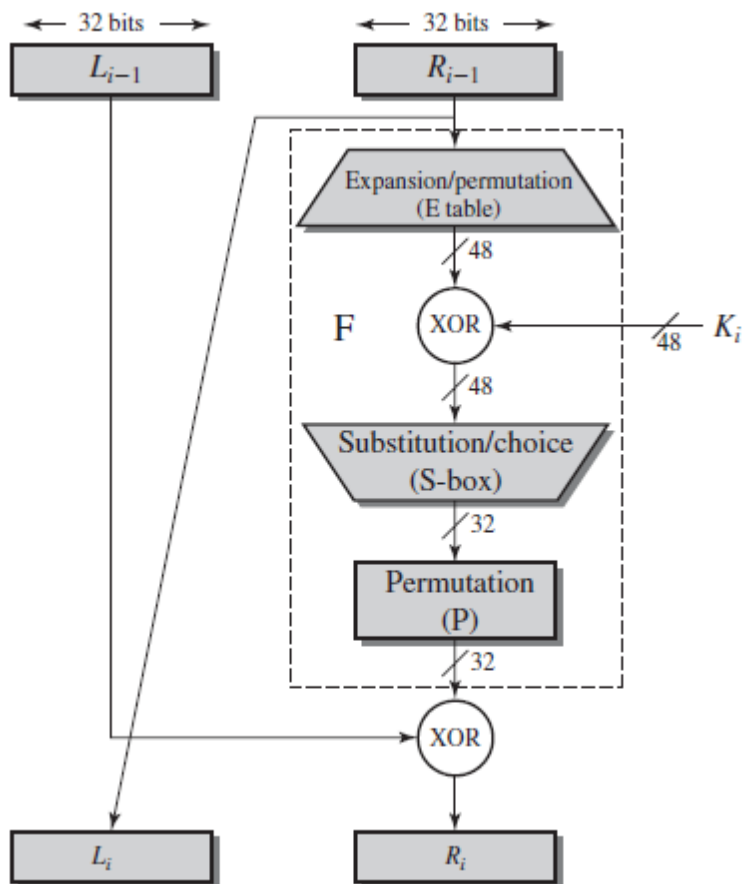 32 bits
32 bits
L_{i−1}
R_{i−1}
Expansion/permutation
(E table)
48
F
XOR
48
K_i
48
Substitution/choice
(S-box)
32
Permutation
(P)
32
XOR
L_i
R_i